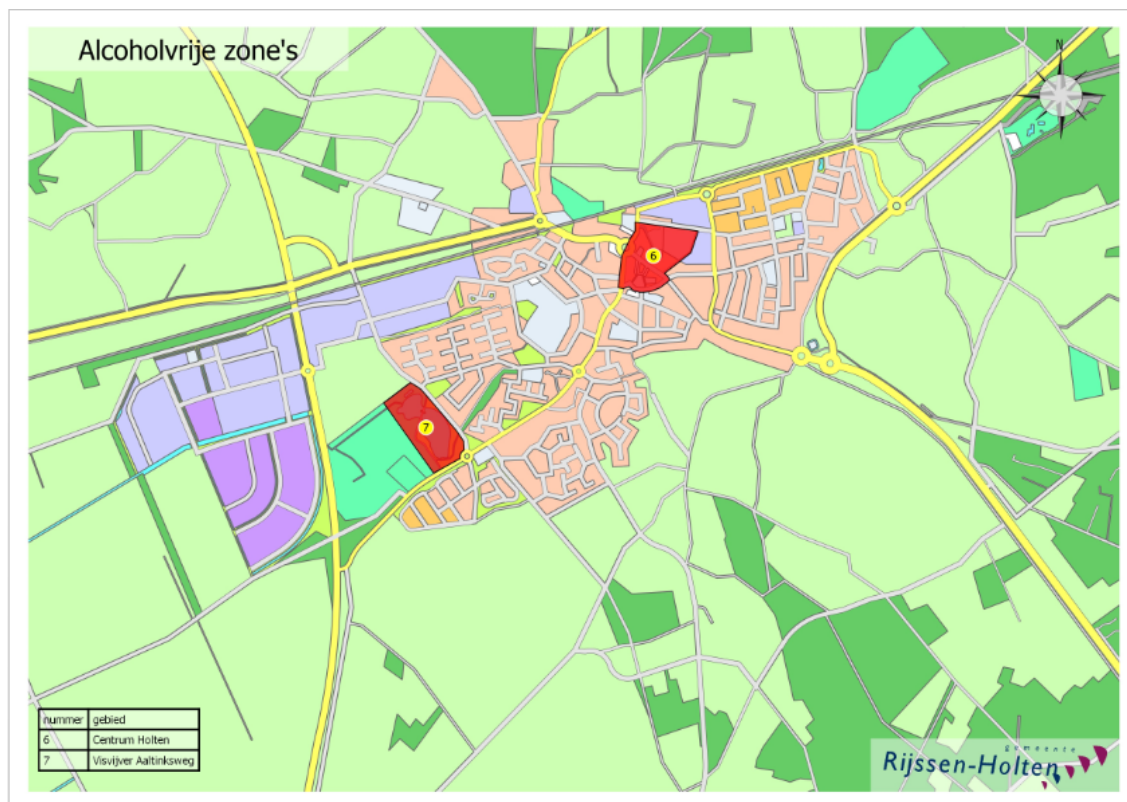 Alcoholvrije zone's
N
6
7
nummer gebied
6 Centrum Holten
7 Visvijver Aaltinksweg
gemeente
Rijssen-Holten